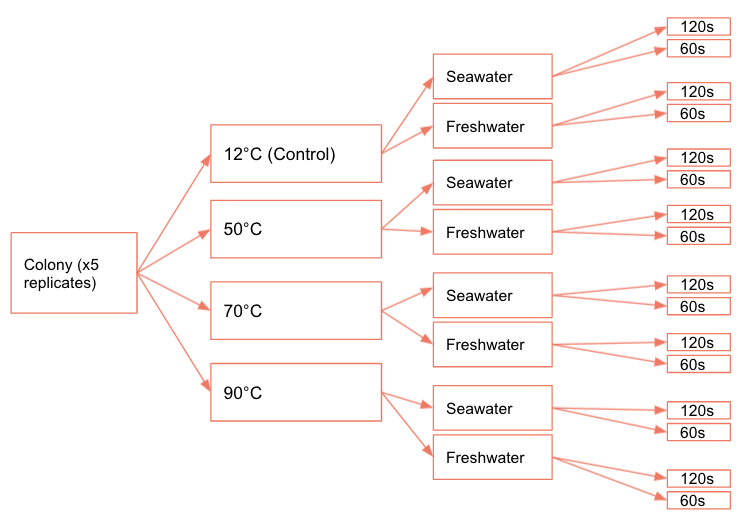 Colony (x5
replicates)
12°C (Control)
50°C
70°C
90°C
Seawater
Freshwater
Seawater
Freshwater
Seawater
Freshwater
Seawater
Freshwater
120s
60s
120s
60s
120s
60s
120s
60s
120s
60s
120s
60s
120s
60s
120s
60s